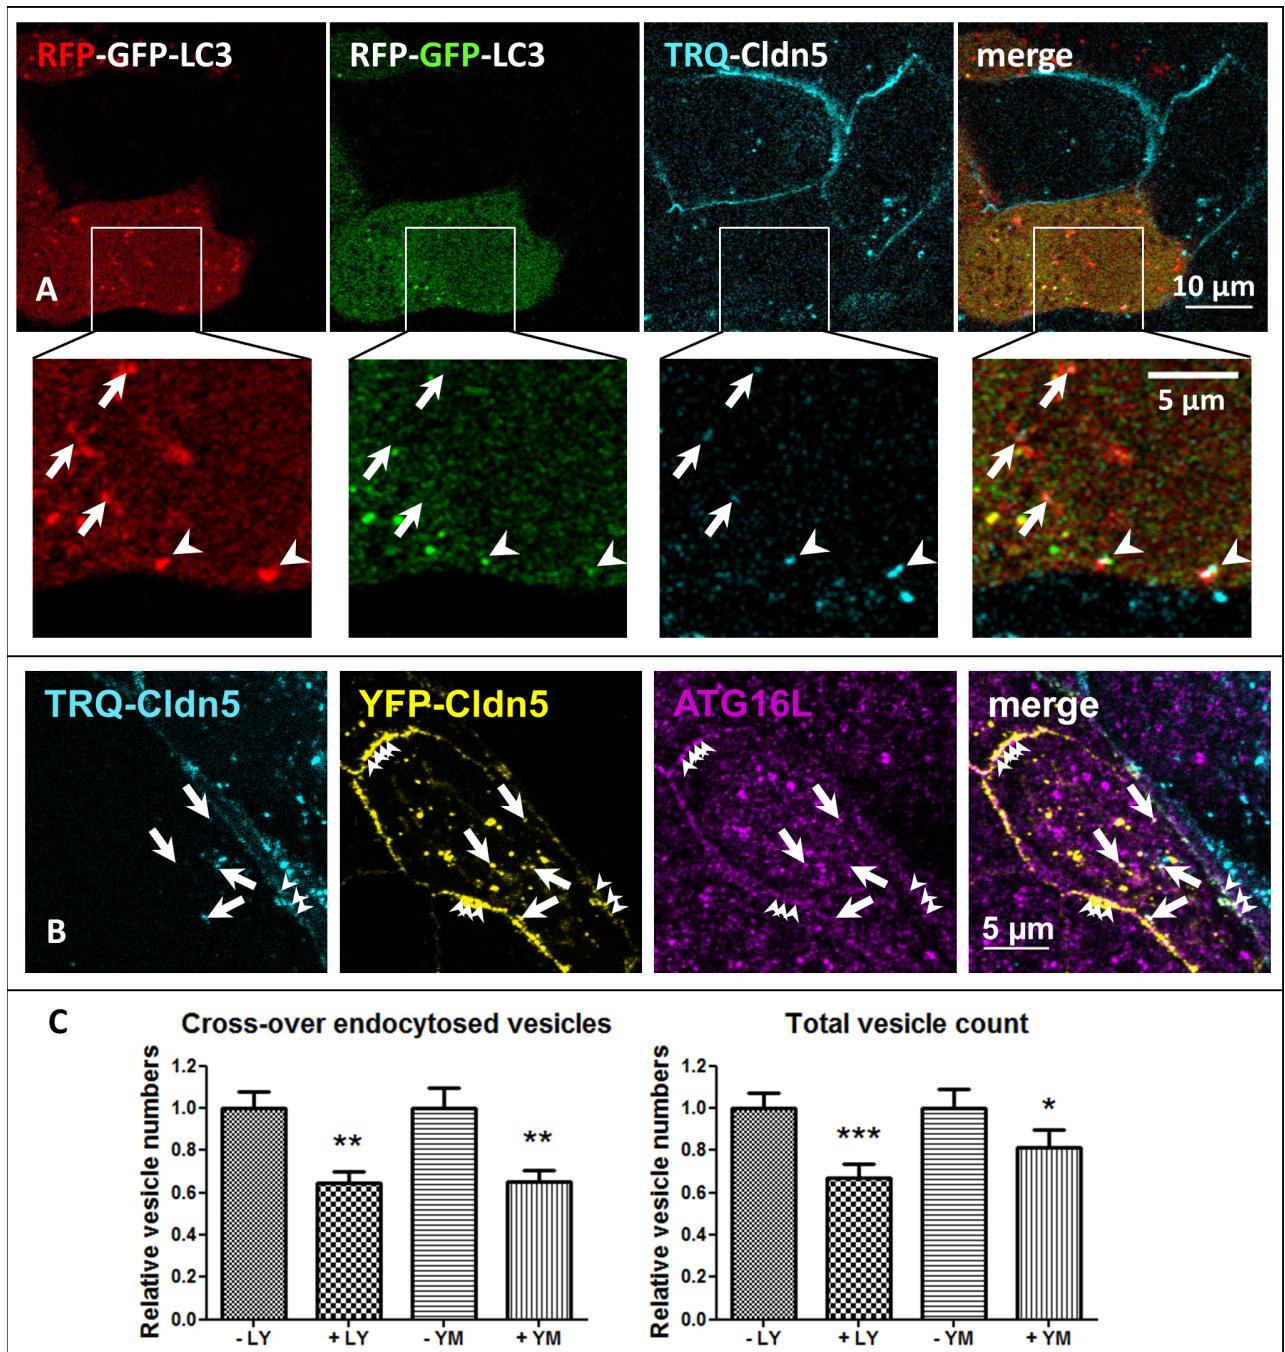 RFP-GFP-LC3
RFP-GFP-LC3
TRQ-Cldn5
merge
A
10 µm
5 µm
TRQ-Cldn5
YFP-Cldn5
ATG16L
merge
B
5 µm
C
Cross-over endocytosed vesicles
Relative vesicle numbers
1.2
1.0
0.8
0.6
0.4
0.2
0.0
**
**
- LY
+ LY
- YM
+ YM
Total vesicle count
Relative vesicle numbers
1.2
1.0
0.8
0.6
0.4
0.2
0.0
***
*
- LY
+ LY
- YM
+ YM